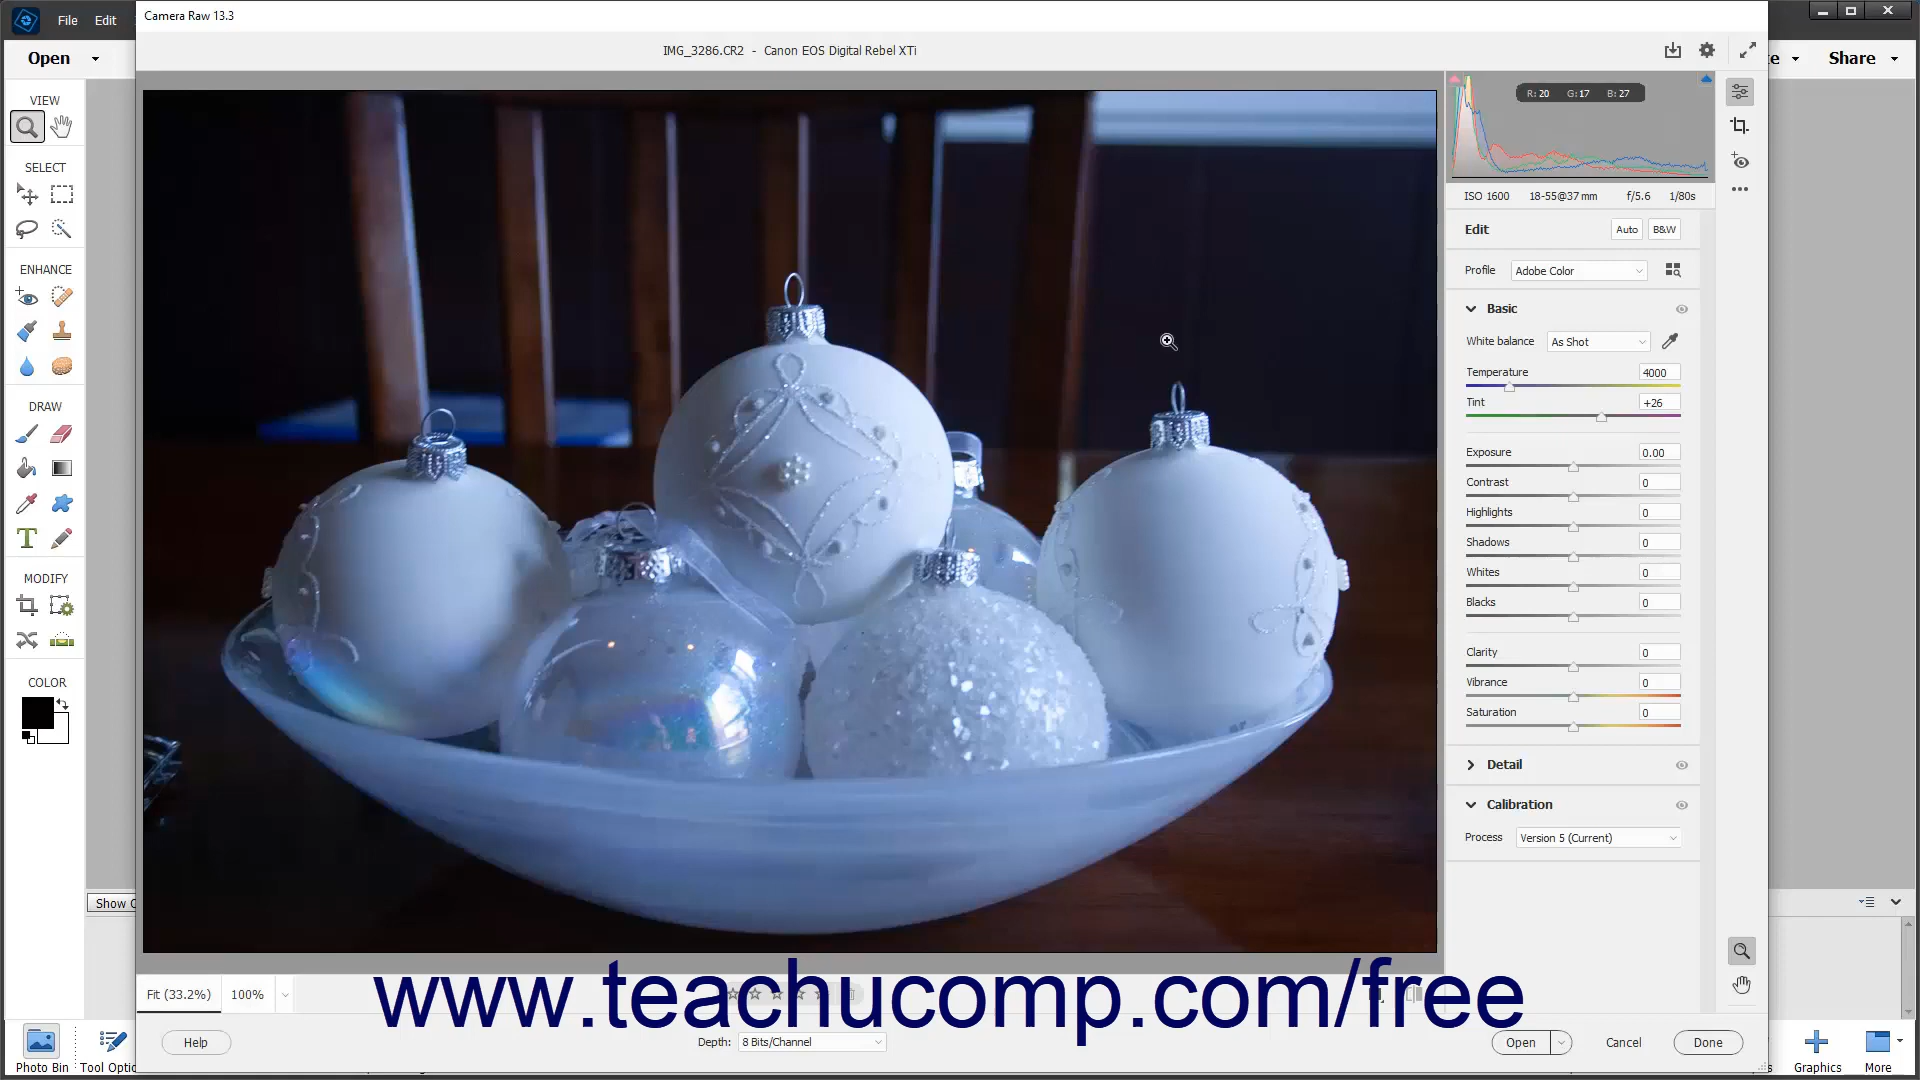 Camera Raw 13.3
File Edit
IMG_3286.CR2 - Canon EOS Digital Rebel XTi
Open
Share
VIEW
SELECT
ENHANCE
DRAW
MODIFY
COLOR
R: 20 G: 17 B: 27
ISO 1600 18-55@37 mm f/5.6 1/80s
Edit Auto B&W
Profile Adobe Color
Basic
White balance As Shot
Temperature 4000
Tint +26
Exposure 0.00
Contrast 0
Highlights 0
Shadows 0
Whites 0
Blacks 0
Clarity 0
Vibrance 0
Saturation 0
Detail
Calibration
Process Version 5 (Current)
Show
Fit (33.2%) 100%
www.teachucomp.com/free
Help
Depth: 8 Bits/Channel
Open Cancel Done
Photo Bin Tool
Graphics More